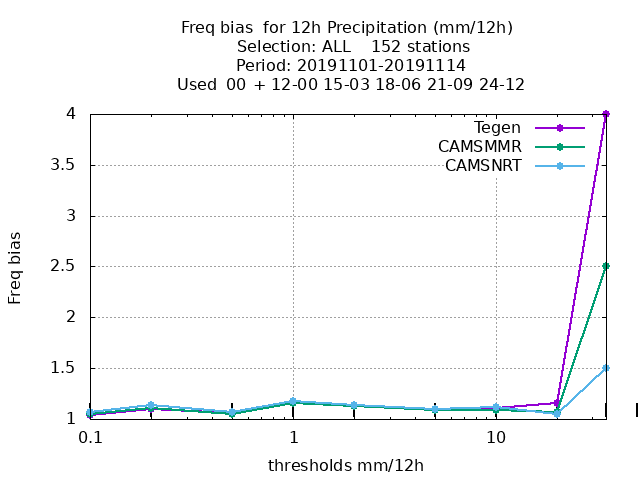 Freq bias  for 12h Precipitation (mm/12h)
Selection: ALL    152 stations
Period: 20191101-20191114
Used  00 + 12-00 15-03 18-06 21-09 24-12
Tegen
CAMSMMR
CAMSNRT
4
3.5
3
2.5
2
1.5
1
Freq bias
0.1 1 10
thresholds mm/12h